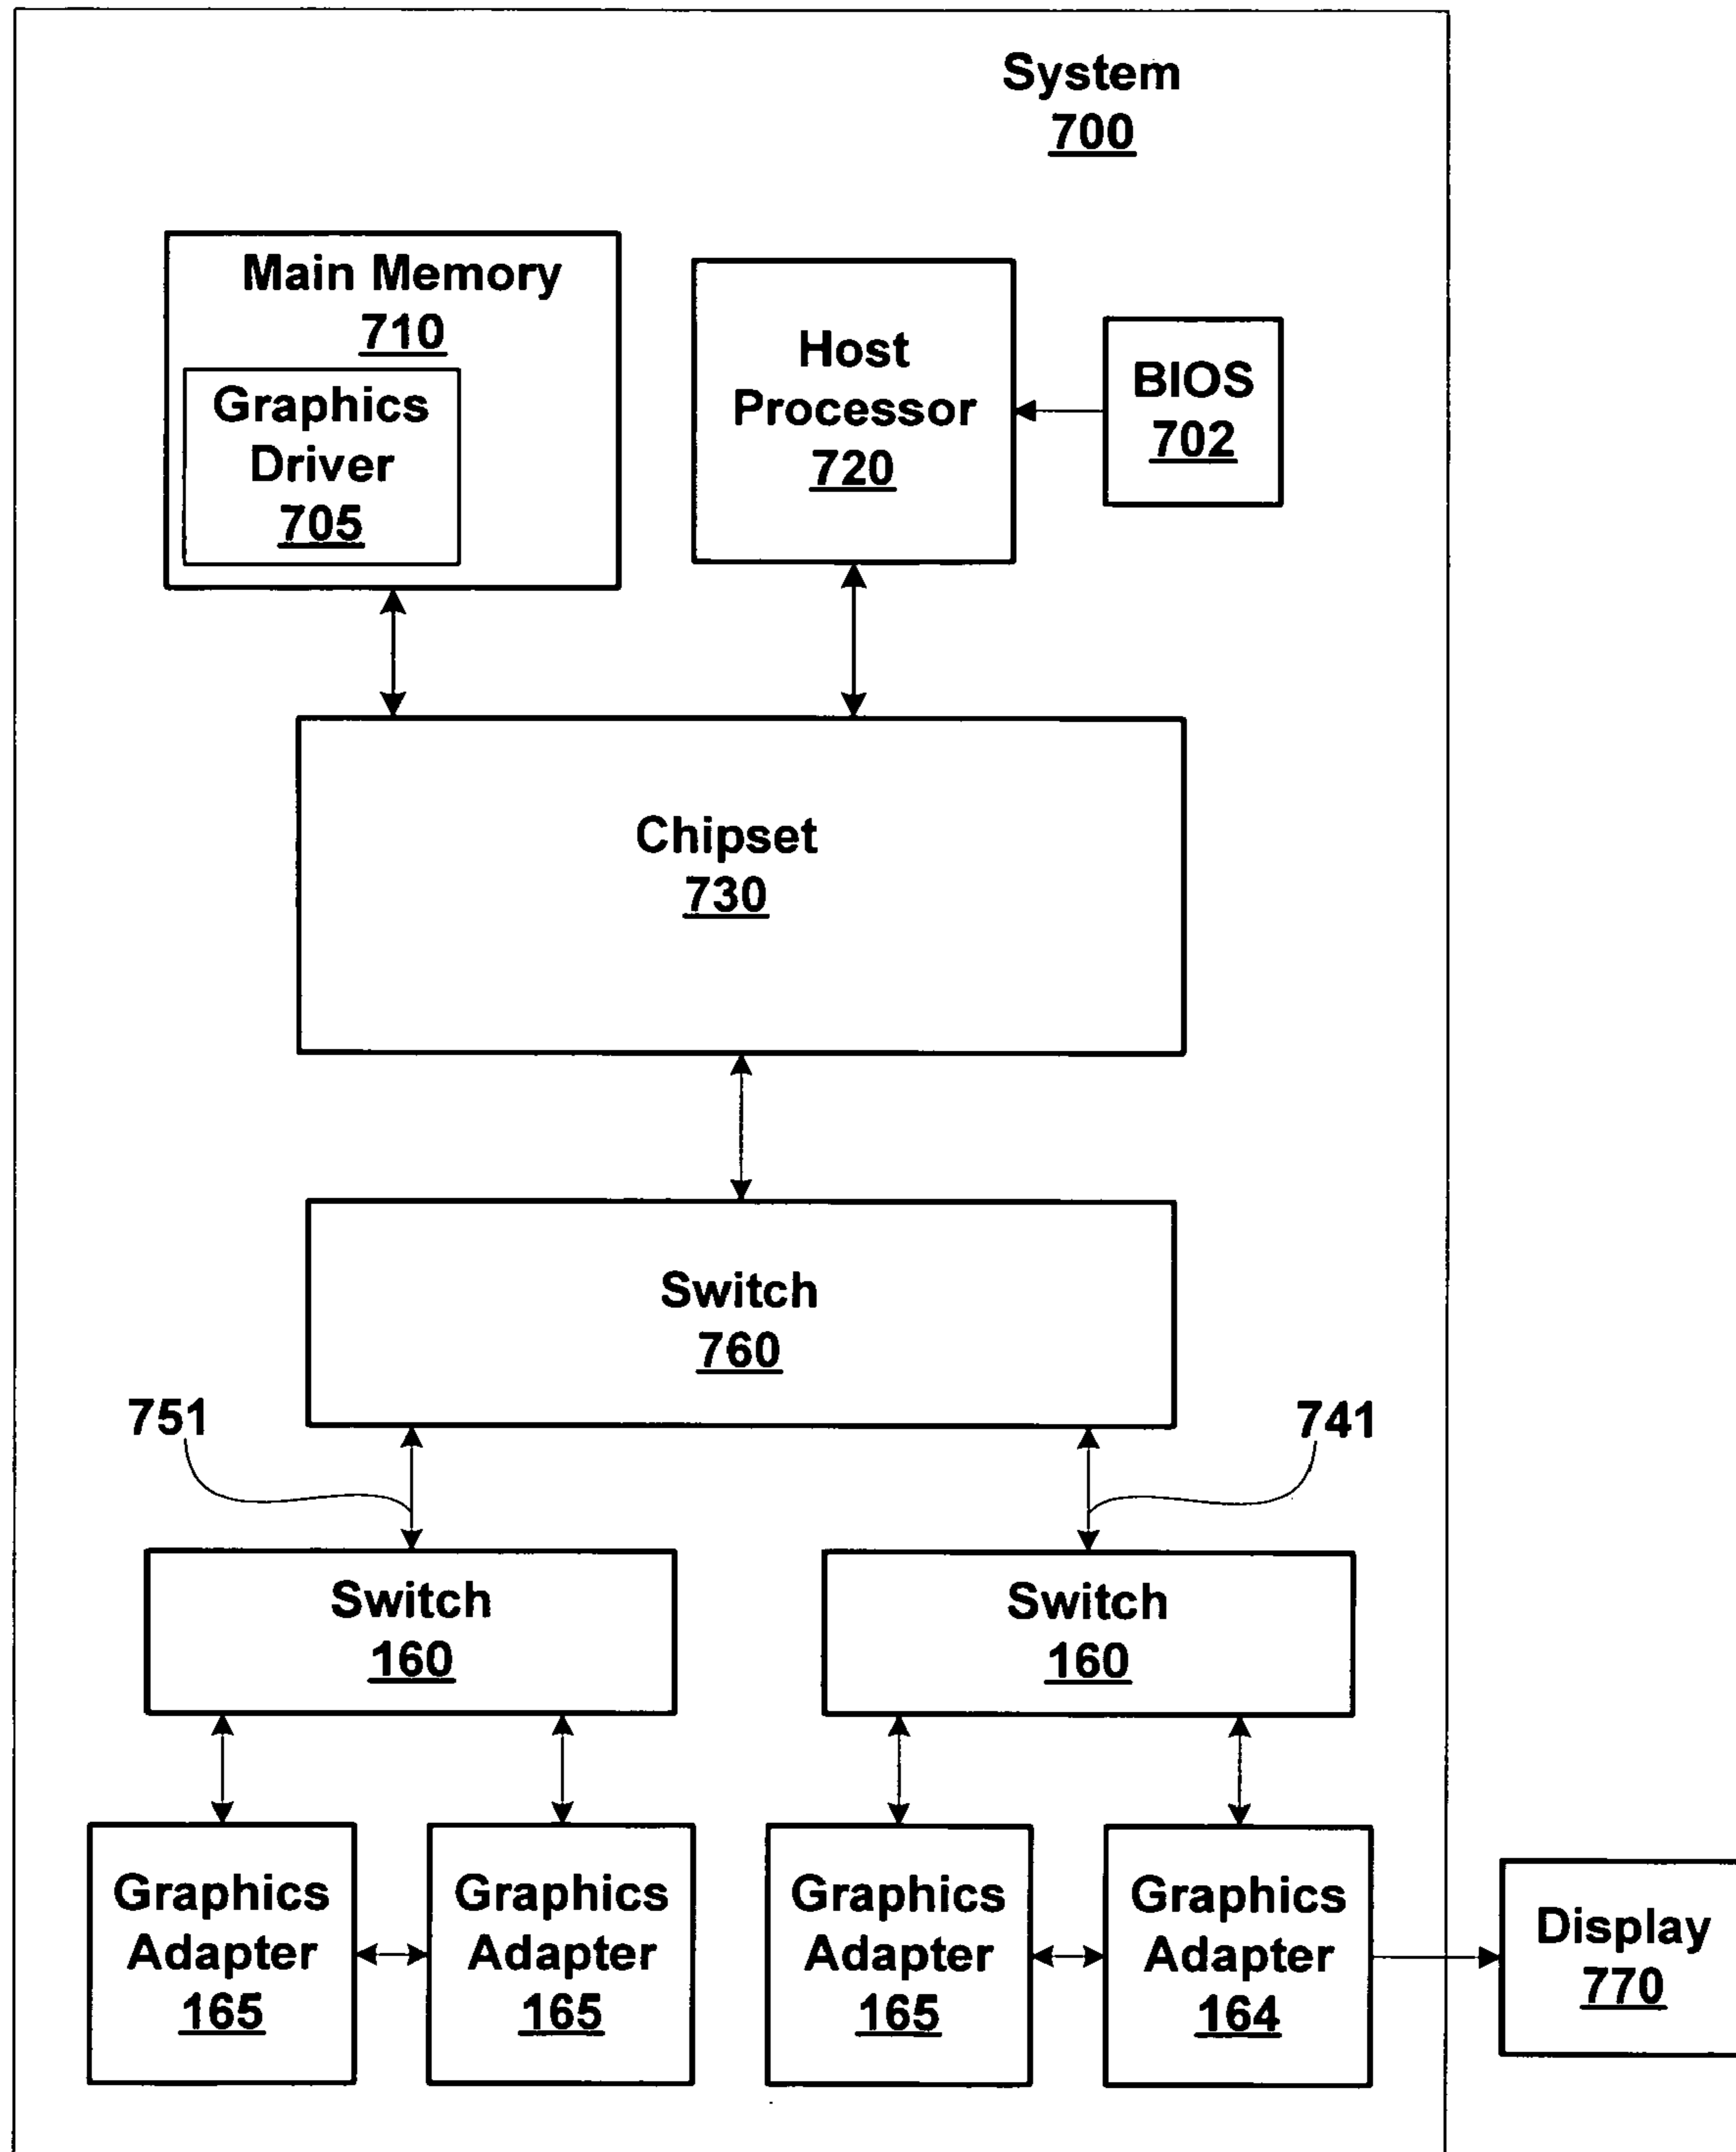 System
700
Main Memory
710
Graphics
Driver
705
Host
Processor
720
BIOS
702
Chipset
730
Switch
760
751
741
Switch
160
Switch
160
Graphics
Adapter
165
Graphics
Adapter
165
Graphics
Adapter
165
Graphics
Adapter
164
Display
770